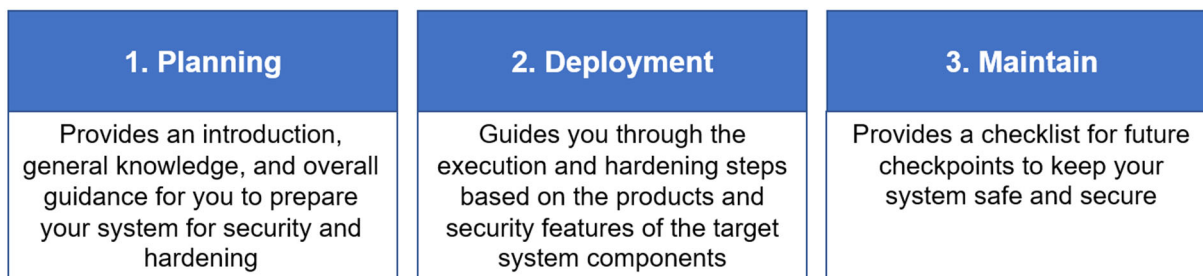 1. Planning
Provides an introduction,
general knowledge, and overall
guidance for you to prepare
your system for security and
hardening
2. Deployment
Guides you through the
execution and hardening steps
based on the products and
security features of the target
system components
3. Maintain
Provides a checklist for future
checkpoints to keep your
system safe and secure